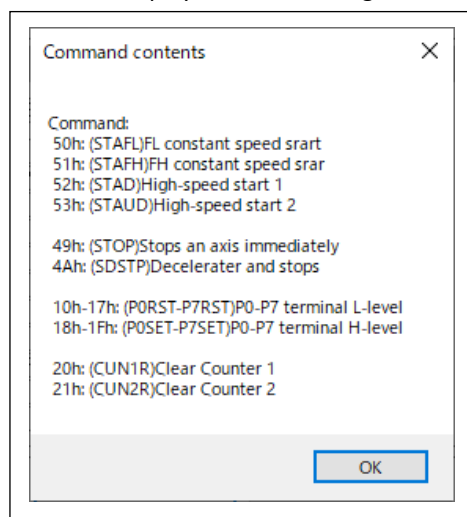 Command contents
Command:
50h: (STAFL)FL constant speed srart
51h: (STAFH)FH constant speed srar
52h: (STAD)High-speed start 1
53h: (STAUD)High-speed start 2
49h: (STOP)Stops an axis immediately
4Ah: (SDSTP)Decelerater and stops
10h-17h: (P0RST-P7RST)P0-P7 terminal L-level
18h-1Fh: (P0SET-P7SET)P0-P7 terminal H-level
20h: (CUN1R)Clear Counter 1
21h: (CUN2R)Clear Counter 2
OK